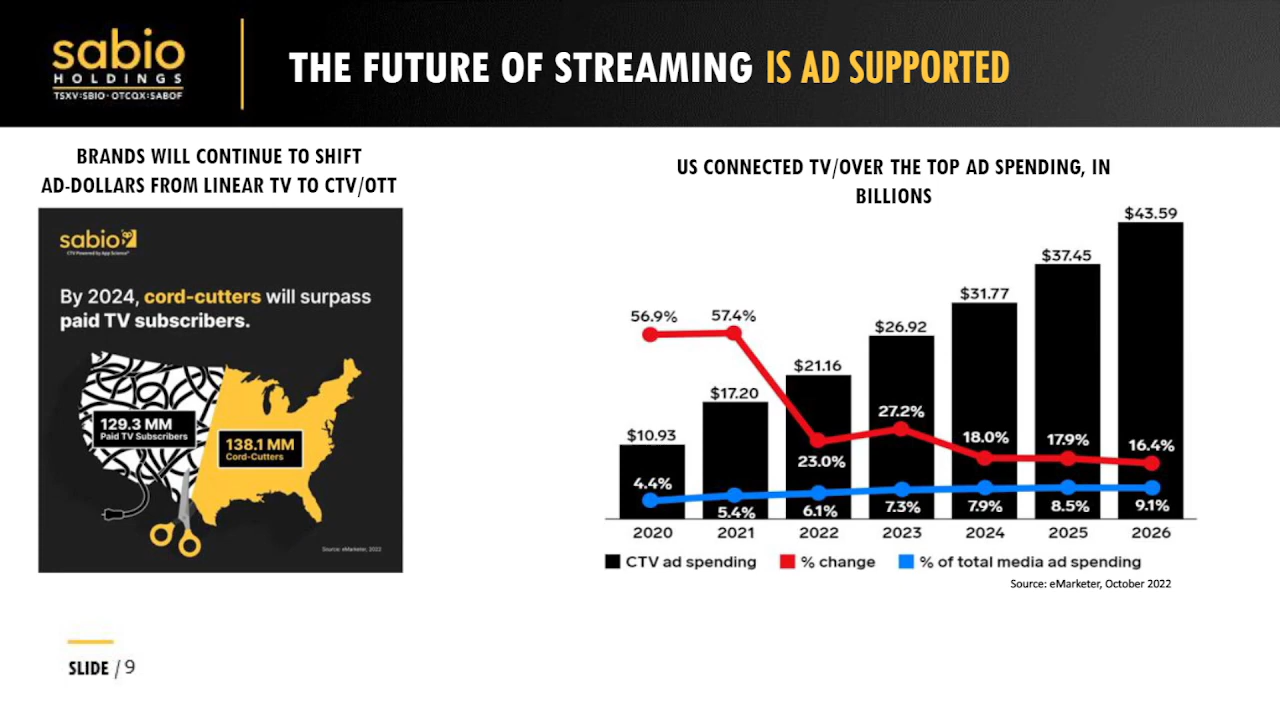 sabio
HOLDINGS
TSXV:SBIO · OTCQX:SABOF
THE FUTURE OF STREAMING IS AD SUPPORTED
BRANDS WILL CONTINUE TO SHIFT
AD-DOLLARS FROM LINEAR TV TO CTV/OTT
sabio
CTV Powered by App Science™
By 2024, cord-cutters will surpass
paid TV subscribers.
129.3 MM
Paid TV Subscribers
138.1 MM
Cord-Cutters
Source: eMarketer, 2022
US CONNECTED TV/OVER THE TOP AD SPENDING, IN
BILLIONS
$43.59
$37.45
$31.77
$26.92
$21.16
$17.20
$10.93
56.9% 57.4% 23.0% 27.2% 18.0% 17.9% 16.4%
4.4% 5.4% 6.1% 7.3% 7.9% 8.5% 9.1%
2020 2021 2022 2023 2024 2025 2026
CTV ad spending % change % of total media ad spending
Source: eMarketer, October 2022
SLIDE / 9